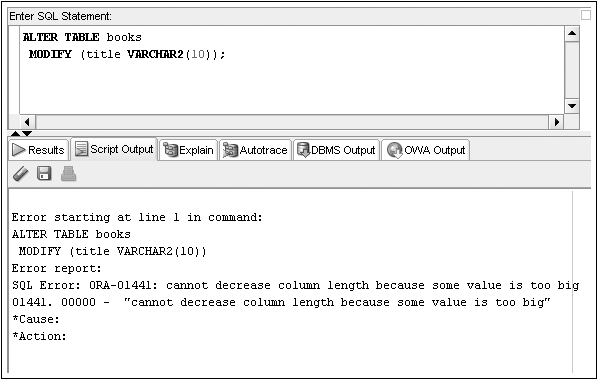 Enter SQL Statement:
ALTER TABLE books
MODIFY (title VARCHAR2(10));
Results Script Output Explain Autotrace DBMS Output OWA Output
Error starting at line 1 in command:
ALTER TABLE books
MODIFY (title VARCHAR2(10))
Error report:
SQL Error: ORA-01441: cannot decrease column length because some value is too big
01441. 00000 - "cannot decrease column length because some value is too big"
*Cause:
*Action: